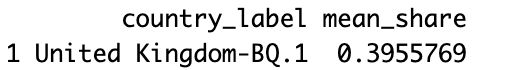 country_label mean_share
1 United Kingdom-BQ.1 0.3955769